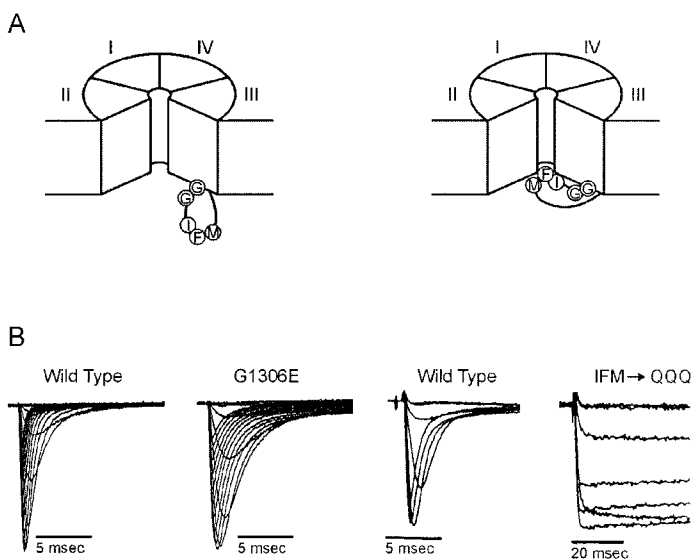 A
I IV
II III
G
G
I
F
M
I IV
II III
M F I G G
B
Wild Type
G1306E
Wild Type
IFM→QQQ
5 msec
5 msec
5 msec
20 msec